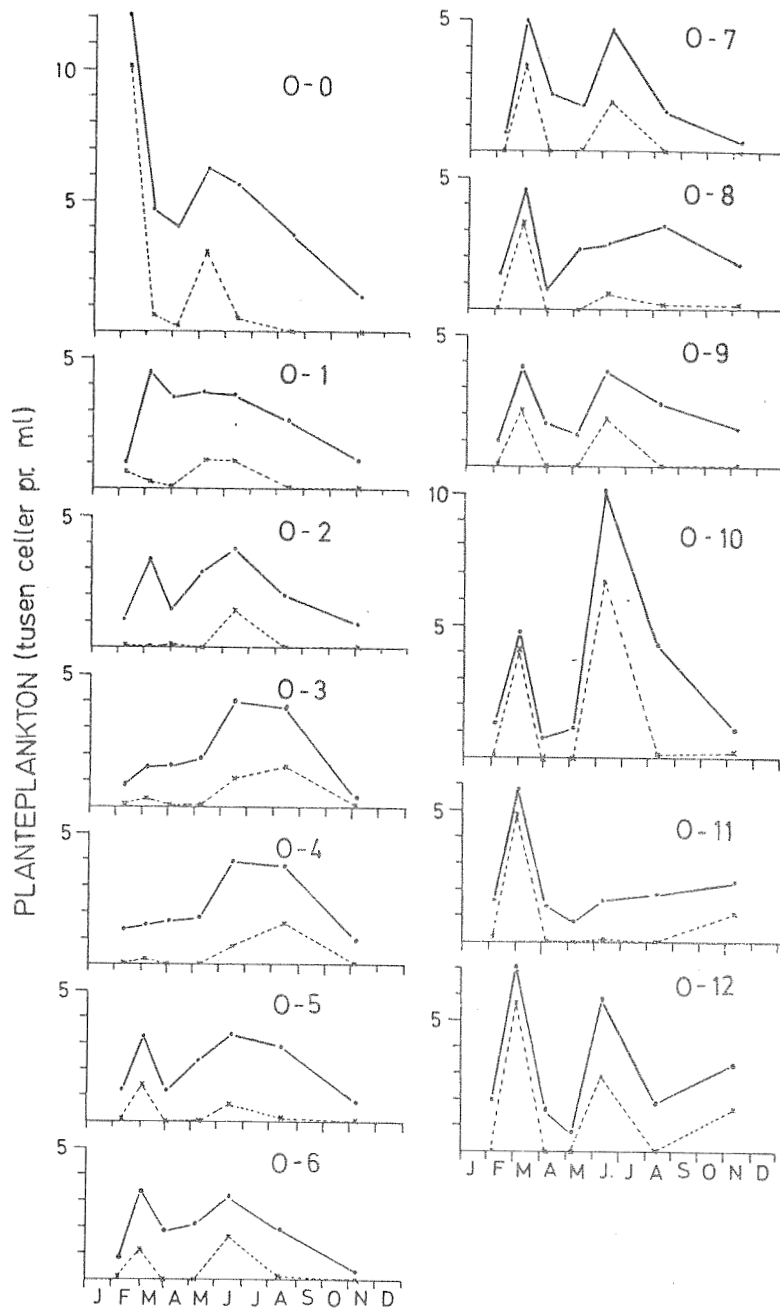 PLANTEPLANKTON (tusen celler pr. ml)
10
5
O-0
5
O-1
5
O-2
5
O-3
5
O-4
5
O-5
5
O-6
J F M A M J J A S O N D
5
O-7
5
O-8
5
O-9
10
5
O-10
5
O-11
5
O-12
J F M A M J. J A S O N D